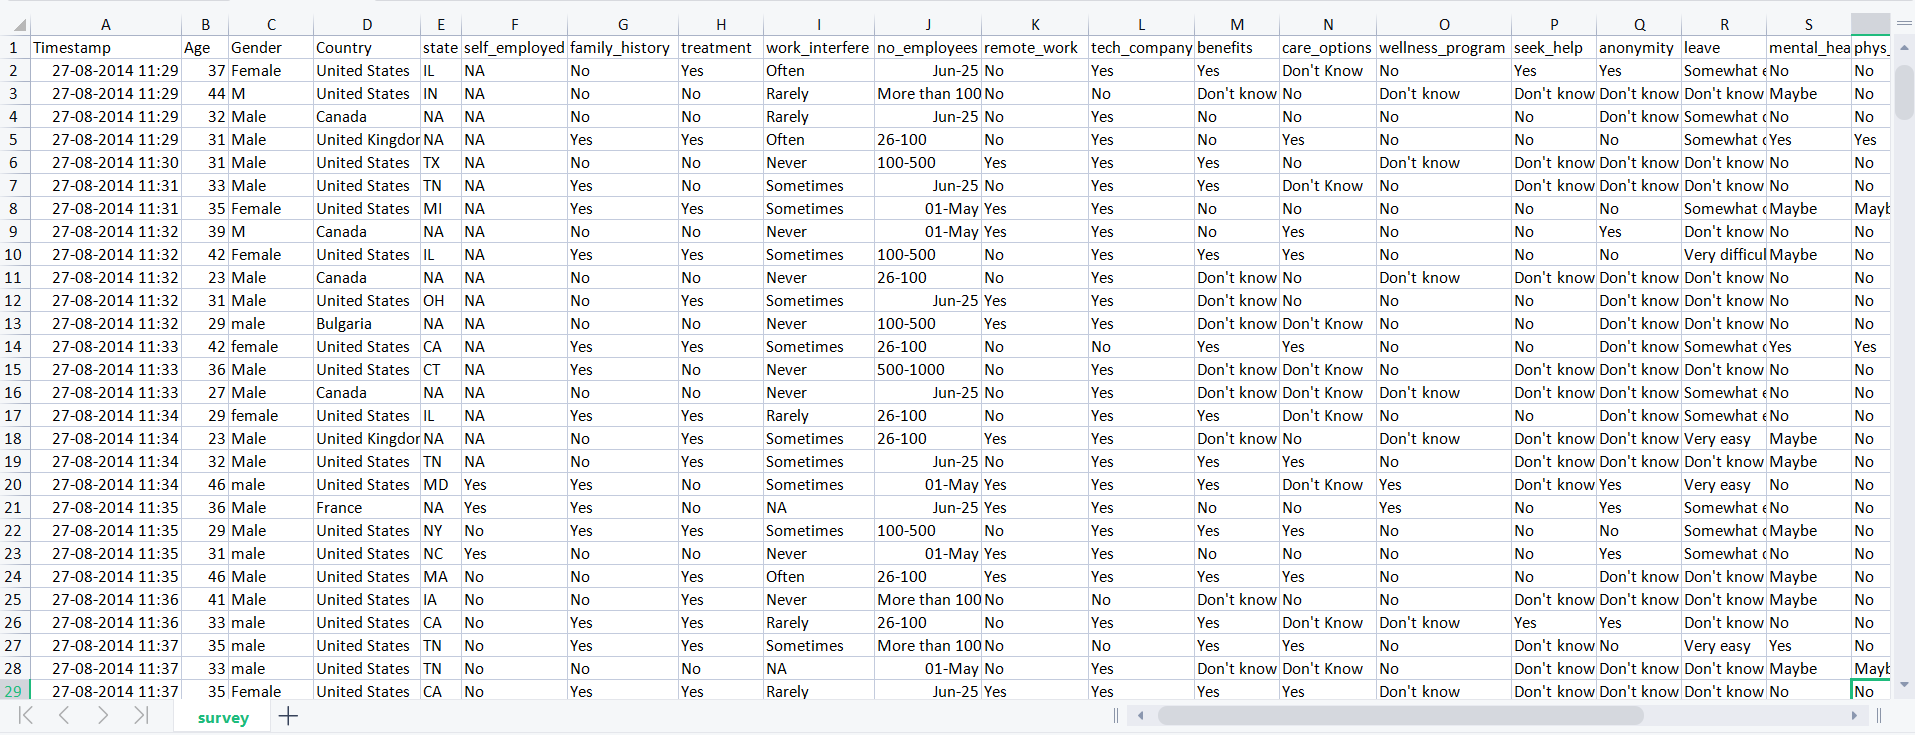 A B C D E F G H I J K L M N O P Q R S
1 Timestamp Age Gender Country state self_employed family_history treatment work_interfere no_employees remote_work tech_company benefits care_options wellness_program seek_help anonymity leave mental_hea phys_
2 27-08-2014 11:29 37 Female United States IL NA No Yes Often Jun-25 No Yes Yes Don't Know No Yes Yes Somewhat e No No
3 27-08-2014 11:29 44 M United States IN NA No No Rarely More than 100 No No Don't know No Don't know Don't know Don't know Don't know Maybe No
4 27-08-2014 11:29 32 Male Canada NA NA No No Rarely Jun-25 No Yes No No No No Don't know Somewhat d No No
5 27-08-2014 11:29 31 Male United Kingdor NA NA Yes Yes Often 26-100 No Yes No Yes No No No Somewhat d Yes Yes
6 27-08-2014 11:30 31 Male United States TX NA No No Never 100-500 Yes Yes Yes No Don't know Don't know Don't know Don't know No No
7 27-08-2014 11:31 33 Male United States TN NA Yes No Sometimes Jun-25 No Yes Yes Don't Know No Don't know Don't know Don't know No No
8 27-08-2014 11:31 35 Female United States MI NA Yes Yes Sometimes 01-May Yes Yes No No No No No Somewhat d Maybe Mayb
9 27-08-2014 11:32 39 M Canada NA NA No No Never 01-May Yes Yes No Yes No No Yes Don't know No No
10 27-08-2014 11:32 42 Female United States IL NA Yes Yes Sometimes 100-500 No Yes Yes Yes No No No Very difficul Maybe No
11 27-08-2014 11:32 23 Male Canada NA NA No No Never 26-100 No Yes Don't know No Don't know Don't know Don't know Don't know No No
12 27-08-2014 11:32 31 Male United States OH NA No Yes Sometimes Jun-25 Yes Yes Don't know No No No Don't know Don't know No No
13 27-08-2014 11:32 29 male Bulgaria NA NA No No Never 100-500 Yes Yes Don't know Don't Know No No Don't know Don't know No No
14 27-08-2014 11:33 42 female United States CA NA Yes Yes Sometimes 26-100 No No Yes Yes No No Don't know Somewhat d Yes Yes
15 27-08-2014 11:33 36 Male United States CT NA Yes No Never 500-1000 No Yes Don't know Don't Know No Don't know Don't know Don't know No No
16 27-08-2014 11:33 27 Male Canada NA NA No No Never Jun-25 No Yes Don't know Don't Know Don't know Don't know Don't know Somewhat e No No
17 27-08-2014 11:34 29 female United States IL NA Yes Yes Rarely 26-100 No Yes Yes Don't Know No No Don't know Somewhat e No No
18 27-08-2014 11:34 23 Male United Kingdor NA NA No Yes Sometimes 26-100 Yes Yes Don't know No Don't know Don't know Don't know Very easy Maybe No
19 27-08-2014 11:34 32 Male United States TN NA No Yes Sometimes Jun-25 No Yes Yes Yes No Don't know Don't know Don't know Maybe No
20 27-08-2014 11:34 46 male United States MD Yes Yes No Sometimes 01-May Yes Yes Yes Don't Know Yes Don't know Yes Very easy No No
21 27-08-2014 11:35 36 Male France NA Yes Yes No NA Jun-25 Yes Yes No No Yes No Yes Somewhat e No No
22 27-08-2014 11:35 29 Male United States NY No Yes Yes Sometimes 100-500 No Yes Yes Yes No No No Somewhat d Maybe No
23 27-08-2014 11:35 31 male United States NC Yes No No Never 01-May Yes Yes No No No No Yes Somewhat d No No
24 27-08-2014 11:35 46 Male United States MA No No Yes Often 26-100 Yes Yes Yes Yes No No Don't know Don't know Maybe No
25 27-08-2014 11:36 41 Male United States IA No No Yes Never More than 100 No No Don't know No No Don't know Don't know Don't know Maybe No
26 27-08-2014 11:36 33 male United States CA No Yes Yes Rarely 26-100 No Yes Yes Don't Know Don't know Yes Yes Don't know No No
27 27-08-2014 11:37 35 male United States TN No Yes Yes Sometimes More than 100 No No Yes Yes No Don't know No Very easy Yes No
28 27-08-2014 11:37 33 male United States TN No No No NA 01-May No Yes Don't know Don't Know No Don't know Don't know Don't know Maybe Mayb
29 27-08-2014 11:37 35 Female United States CA No Yes Yes Rarely Jun-25 Yes Yes Yes Yes Don't know Don't know Don't know Don't know No No
survey